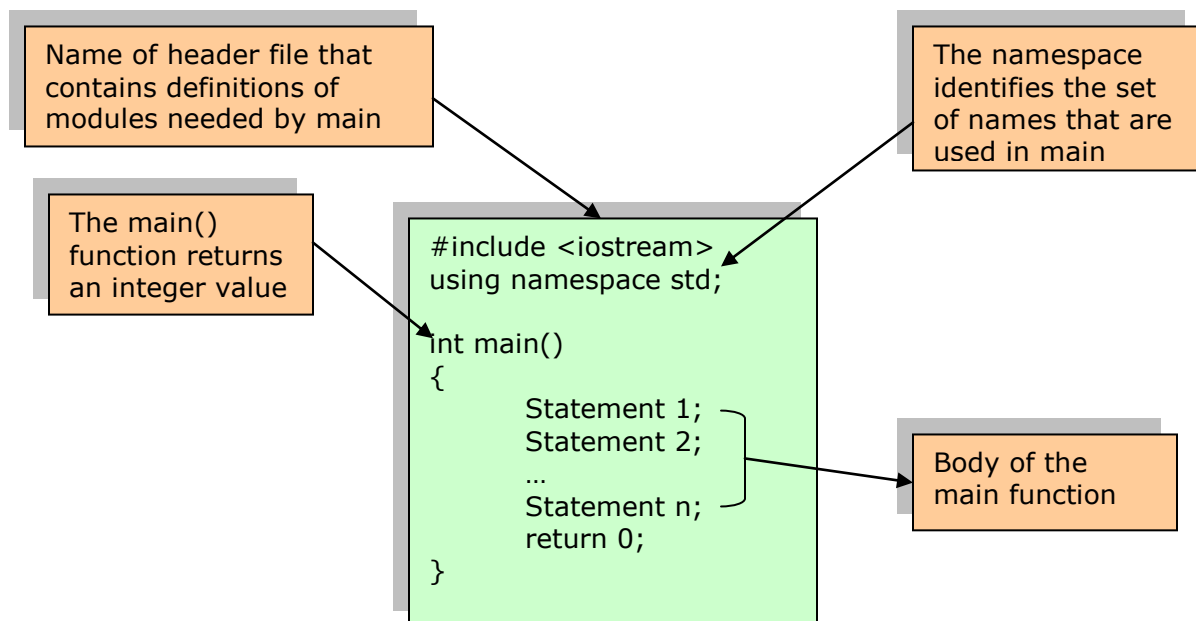 Name of header file that
contains definitions of
modules needed by main
The namespace
identifies the set
of names that are
used in main
The main()
function returns
an integer value
#include <iostream>
using namespace std;
int main()
{
Statement 1;
Statement 2;
…
Statement n;
return 0;
}
Body of the
main function